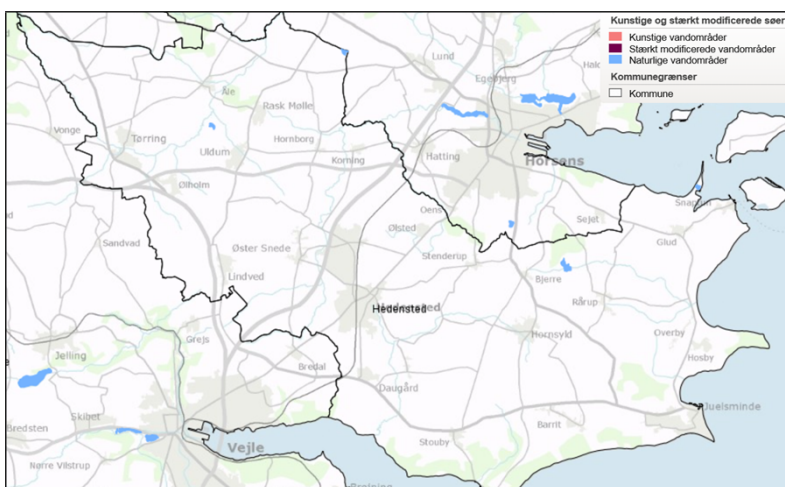 Kunstige og stærkt modificerede søer
Kunstige vandområder
Stærkt modificerede vandområder
Naturlige vandområder
Kommunegrænser
Kommune
Lund
Egebjerg
Åle
Rask Mølle
Vonge
Tørring
Uldum
Hornborg
Korning
Hatting
Horsens
Ølholm
Snaptun
Oens
Sejet
Ølsted
Glud
Sandvad
Øster Snede
Stenderup
Lindved
Bjerre
Rårup
Hedensted
Hedensted
Grejs
Hornsyld
Overby
Jelling
Bredal
Hosby
Daugård
Juelsminde
Skibet
Bredsten
Barrit
Vejle
Stouby
Nørre Vilstrup